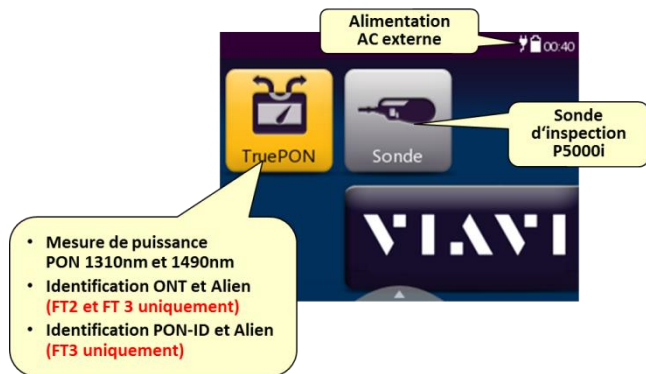 Alimentation
AC externe
00:40
TruePON
Sonde
Sonde
d'inspection
P5000i
VIAVI
• Mesure de puissance
PON 1310nm et 1490nm
• Identification ONT et Alien
(FT2 et FT 3 uniquement)
• Identification PON-ID et Alien
(FT3 uniquement)